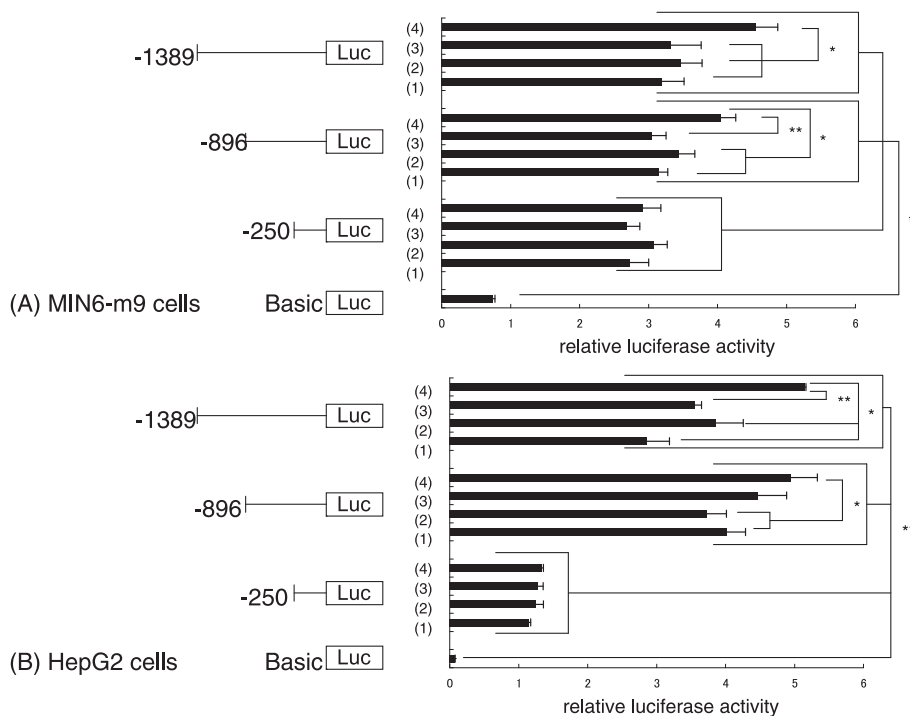 -1389 Luc (4)
(3)
(2)
(1)
*
-896 Luc (4)
(3)
(2)
(1)
** *
-250 Luc (4)
(3)
(2)
(1)
(A) MIN6-m9 cells Basic Luc
0 1 2 3 4 5 6
relative luciferase activity
-1389 Luc (4)
(3)
(2)
(1)
** *
-896 Luc (4)
(3)
(2)
(1)
*
-250 Luc (4)
(3)
(2)
(1)
(B) HepG2 cells Basic Luc
0 1 2 3 4 5 6
relative luciferase activity